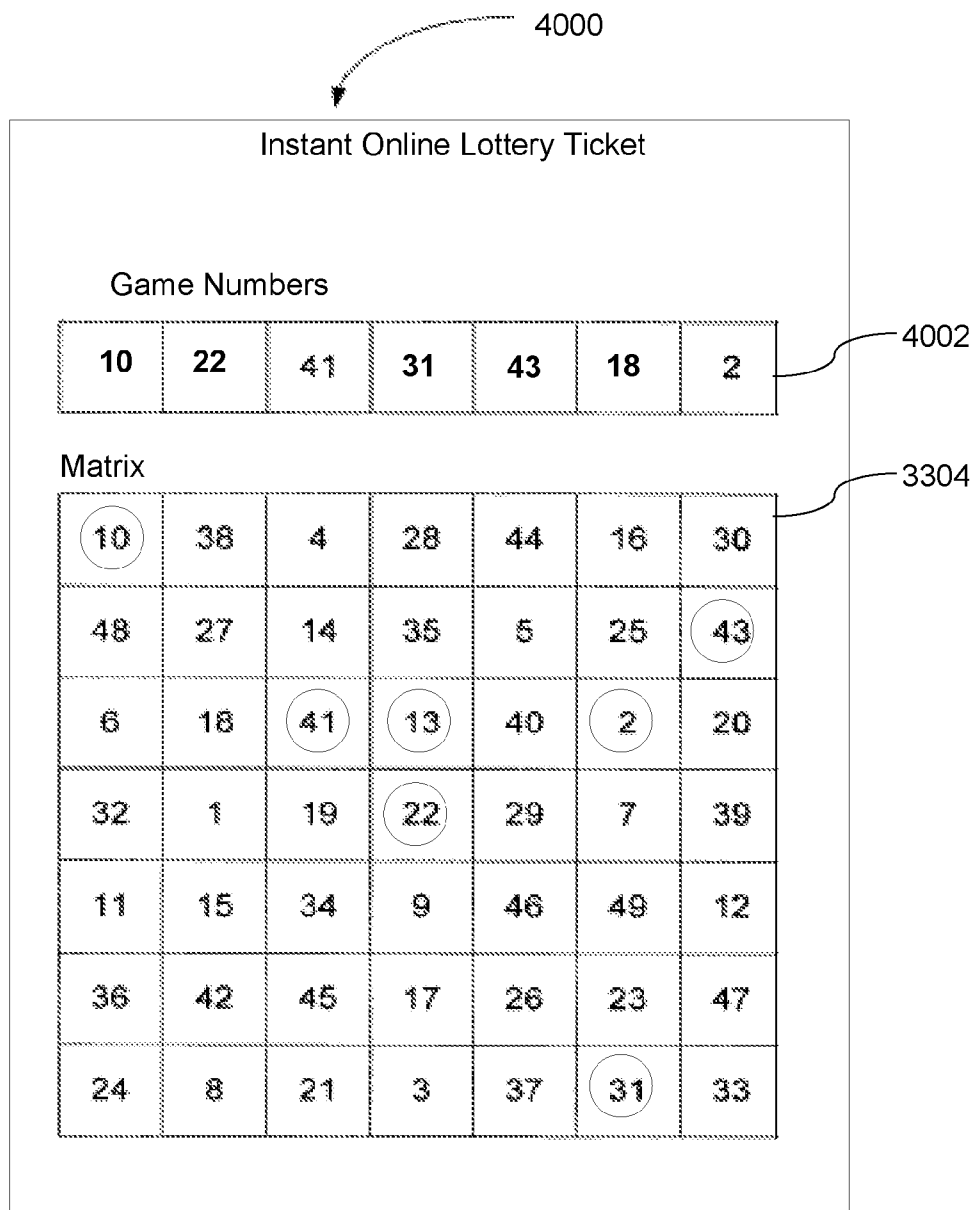 4000
Instant Online Lottery Ticket
Game Numbers
10 22 41 31 43 18 2
4002
Matrix
3304
10 38 4 28 44 16 30
48 27 14 35 5 25 43
6 18 41 13 40 2 20
32 1 19 22 29 7 39
11 15 34 9 46 49 12
36 42 45 17 26 23 47
24 8 21 3 37 31 33